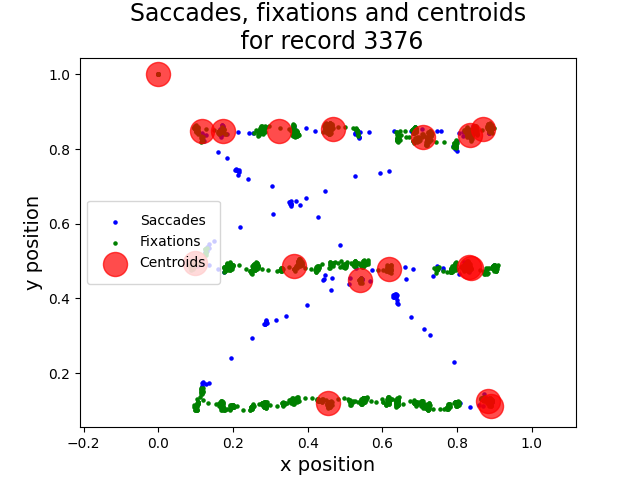 Saccades, fixations and centroids
for record 3376
y position
1.0
0.8
0.6
0.4
0.2
Saccades
Fixations
Centroids
−0.2 0.0 0.2 0.4 0.6 0.8 1.0
x position